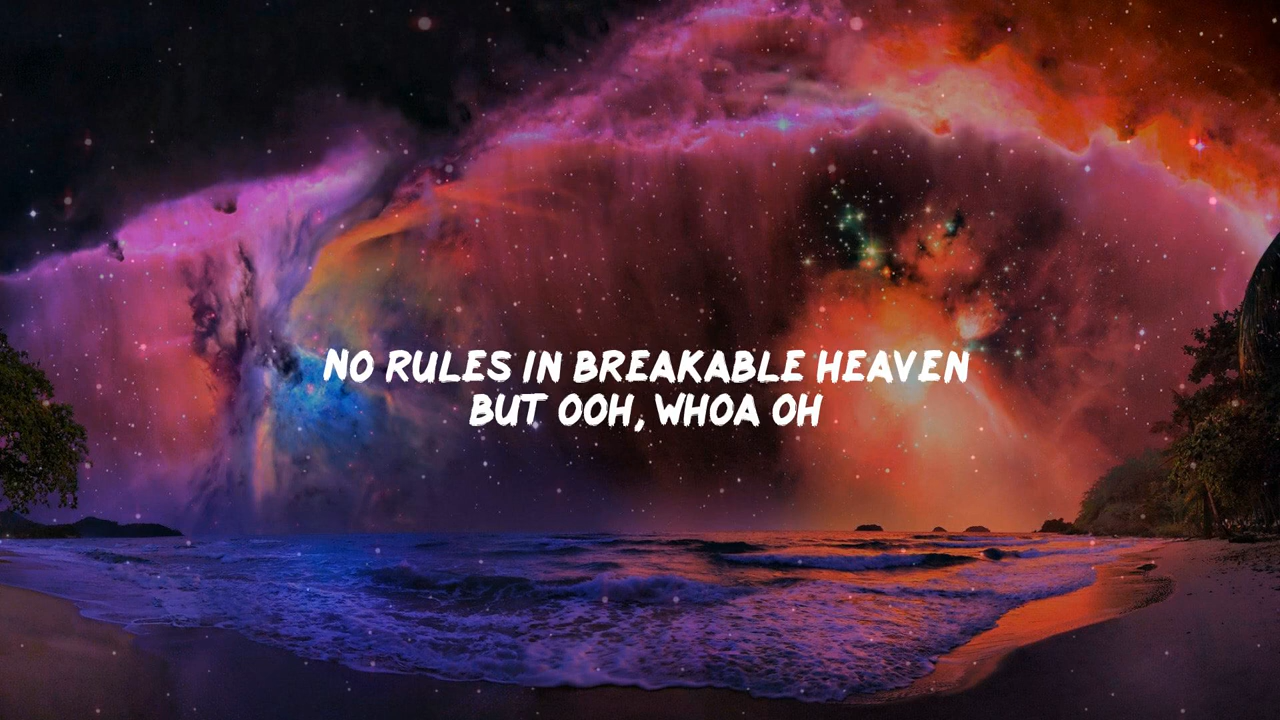 NO RULES IN BREAKABLE HEAVEN
BUT OOH, WHOA OH